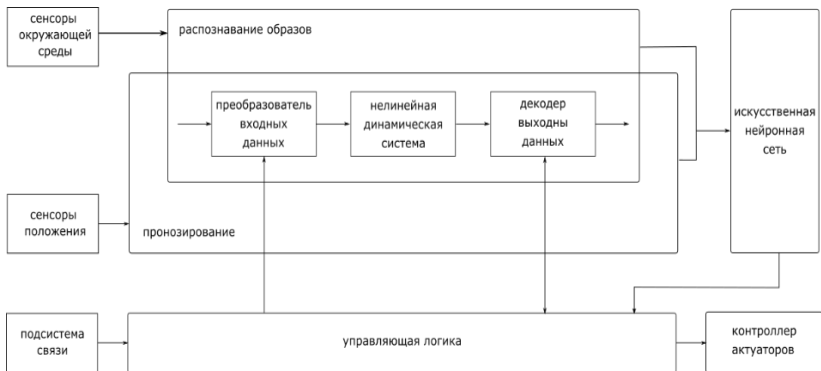 сенсоры
окружающей
среды
распознавание образов
преобразователь
входных
данных
нелинейная
динамическая
система
декодер
выходны
данных
искусственная
нейронная
сеть
сенсоры
положения
пронозирование
подсистема
связи
управляющая логика
контроллер
актуаторов